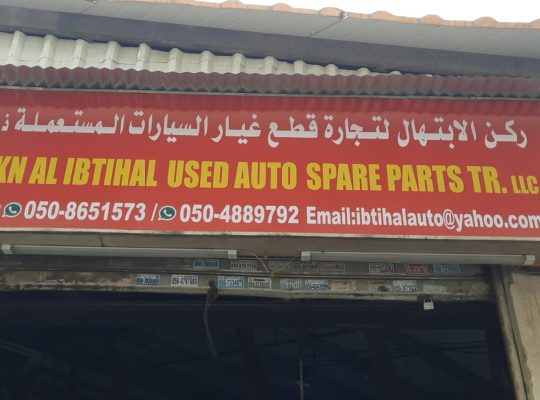 ركن الابتهال لتجارة قطع غيار السيارات المستعملة ذ
KN AL IBTIHAL USED AUTO SPARE PARTS TR. LLC
050-8651573 / 050-4889792 Email:ibtihalauto@yahoo.com